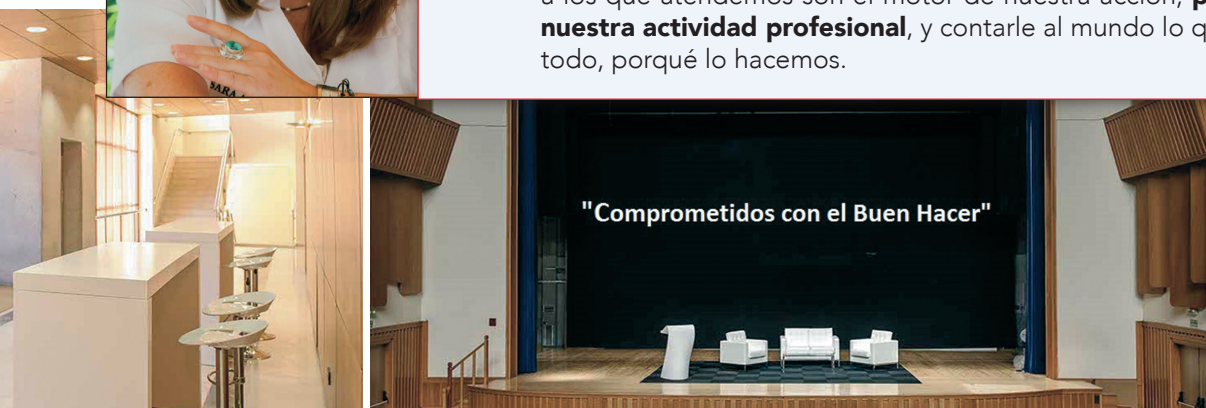 a los que atendemos son el motor de nuestra acción,
nuestra actividad profesional, y contarle al mundo lo
todo, porqué lo hacemos.
SARA
"Comprometidos con el Buen Hacer"